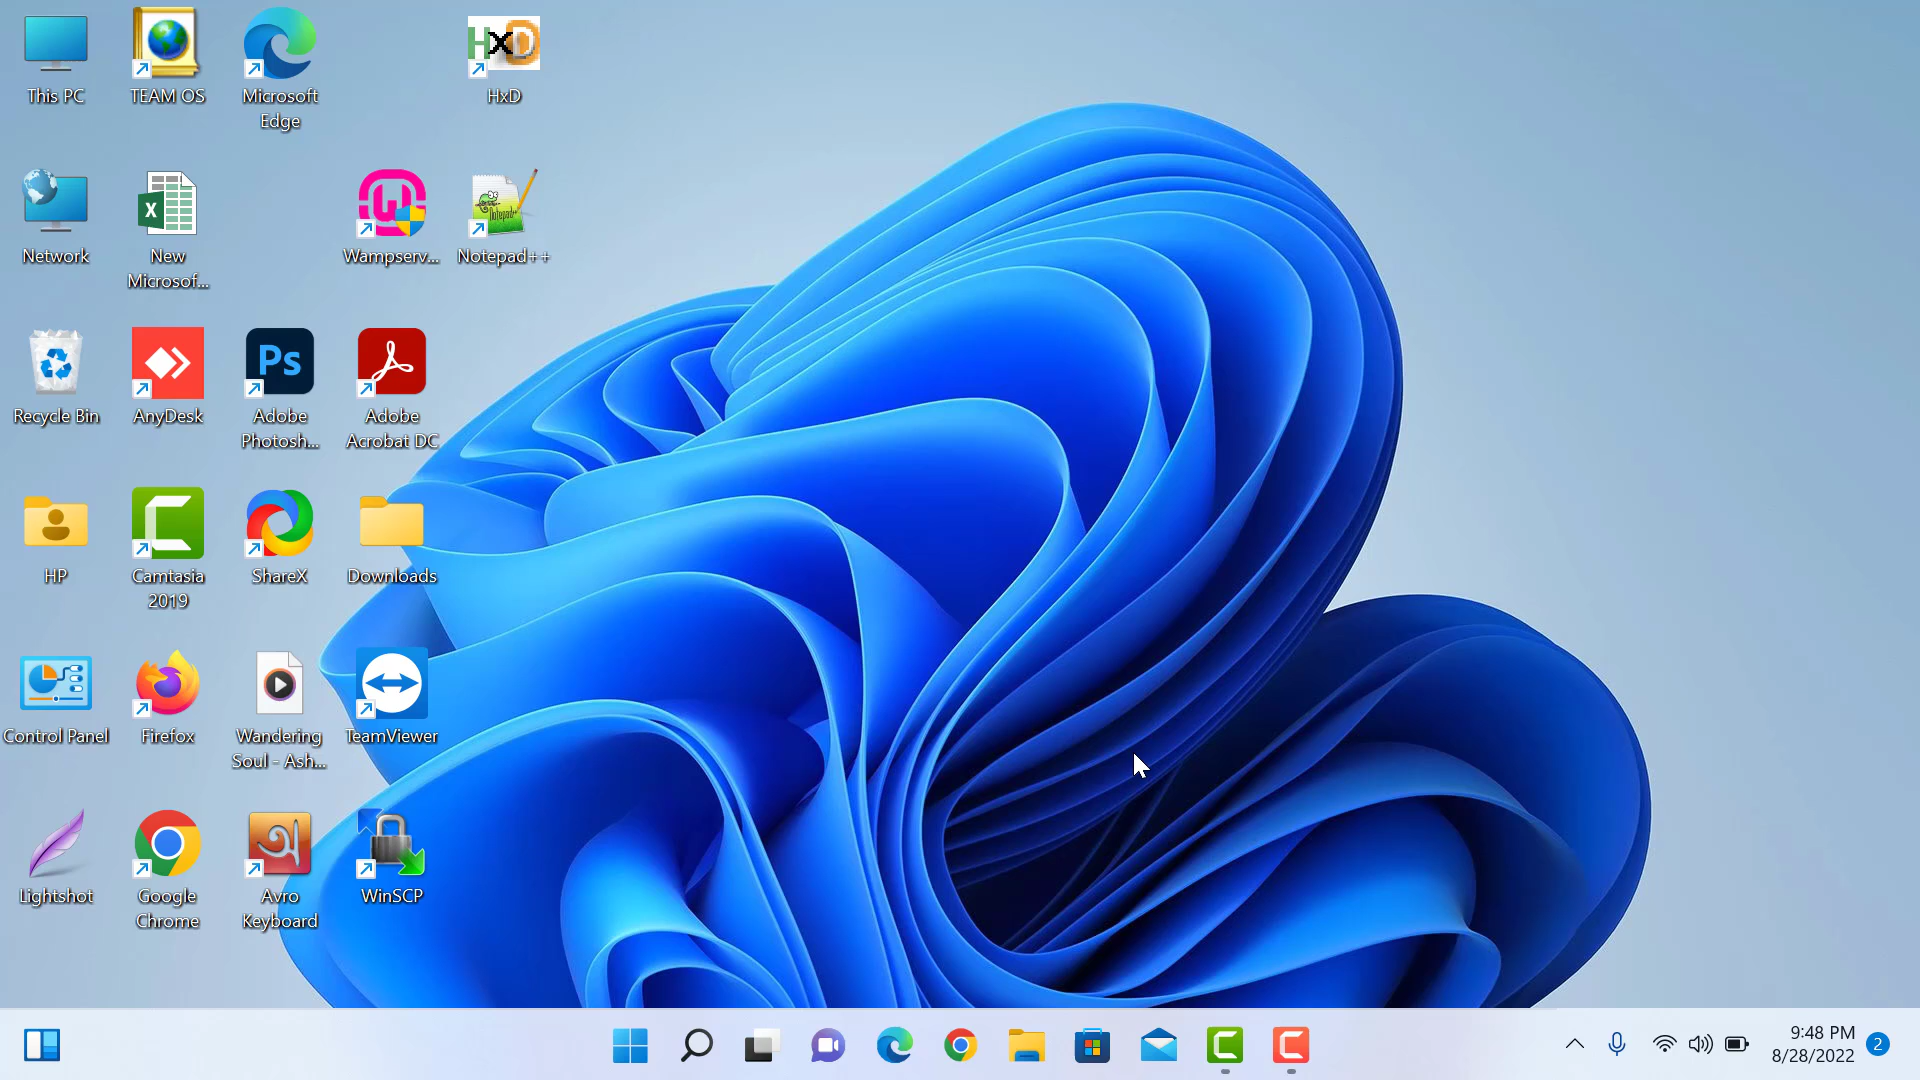 This PC
TEAM OS
Microsoft
Edge
HxD
HxD
Network
New
Microsof...
Wampserv...
Notepad++
Recycle Bin
AnyDesk
Ps
Adobe
Photosh...
Adobe
Acrobat DC
HP
Camtasia
2019
ShareX
Downloads
Control Panel
Firefox
Wandering
Soul - Ash...
TeamViewer
Lightshot
Google
Chrome
Avro
Keyboard
WinSCP
9:48 PM
8/28/2022
2